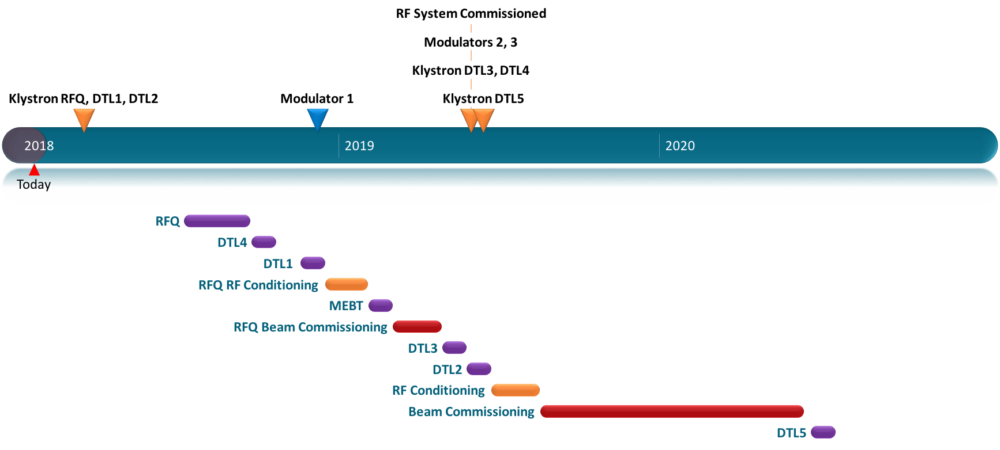 RF System Commissioned
Modulators 2, 3
Klystron DTL3, DTL4
Klystron RFQ, DTL1, DTL2
Modulator 1
Klystron DTL5
2018
2019
2020
Today
RFQ
DTL4
DTL1
RFQ RF Conditioning
MEBT
RFQ Beam Commissioning
DTL3
DTL2
RF Conditioning
Beam Commissioning
DTL5